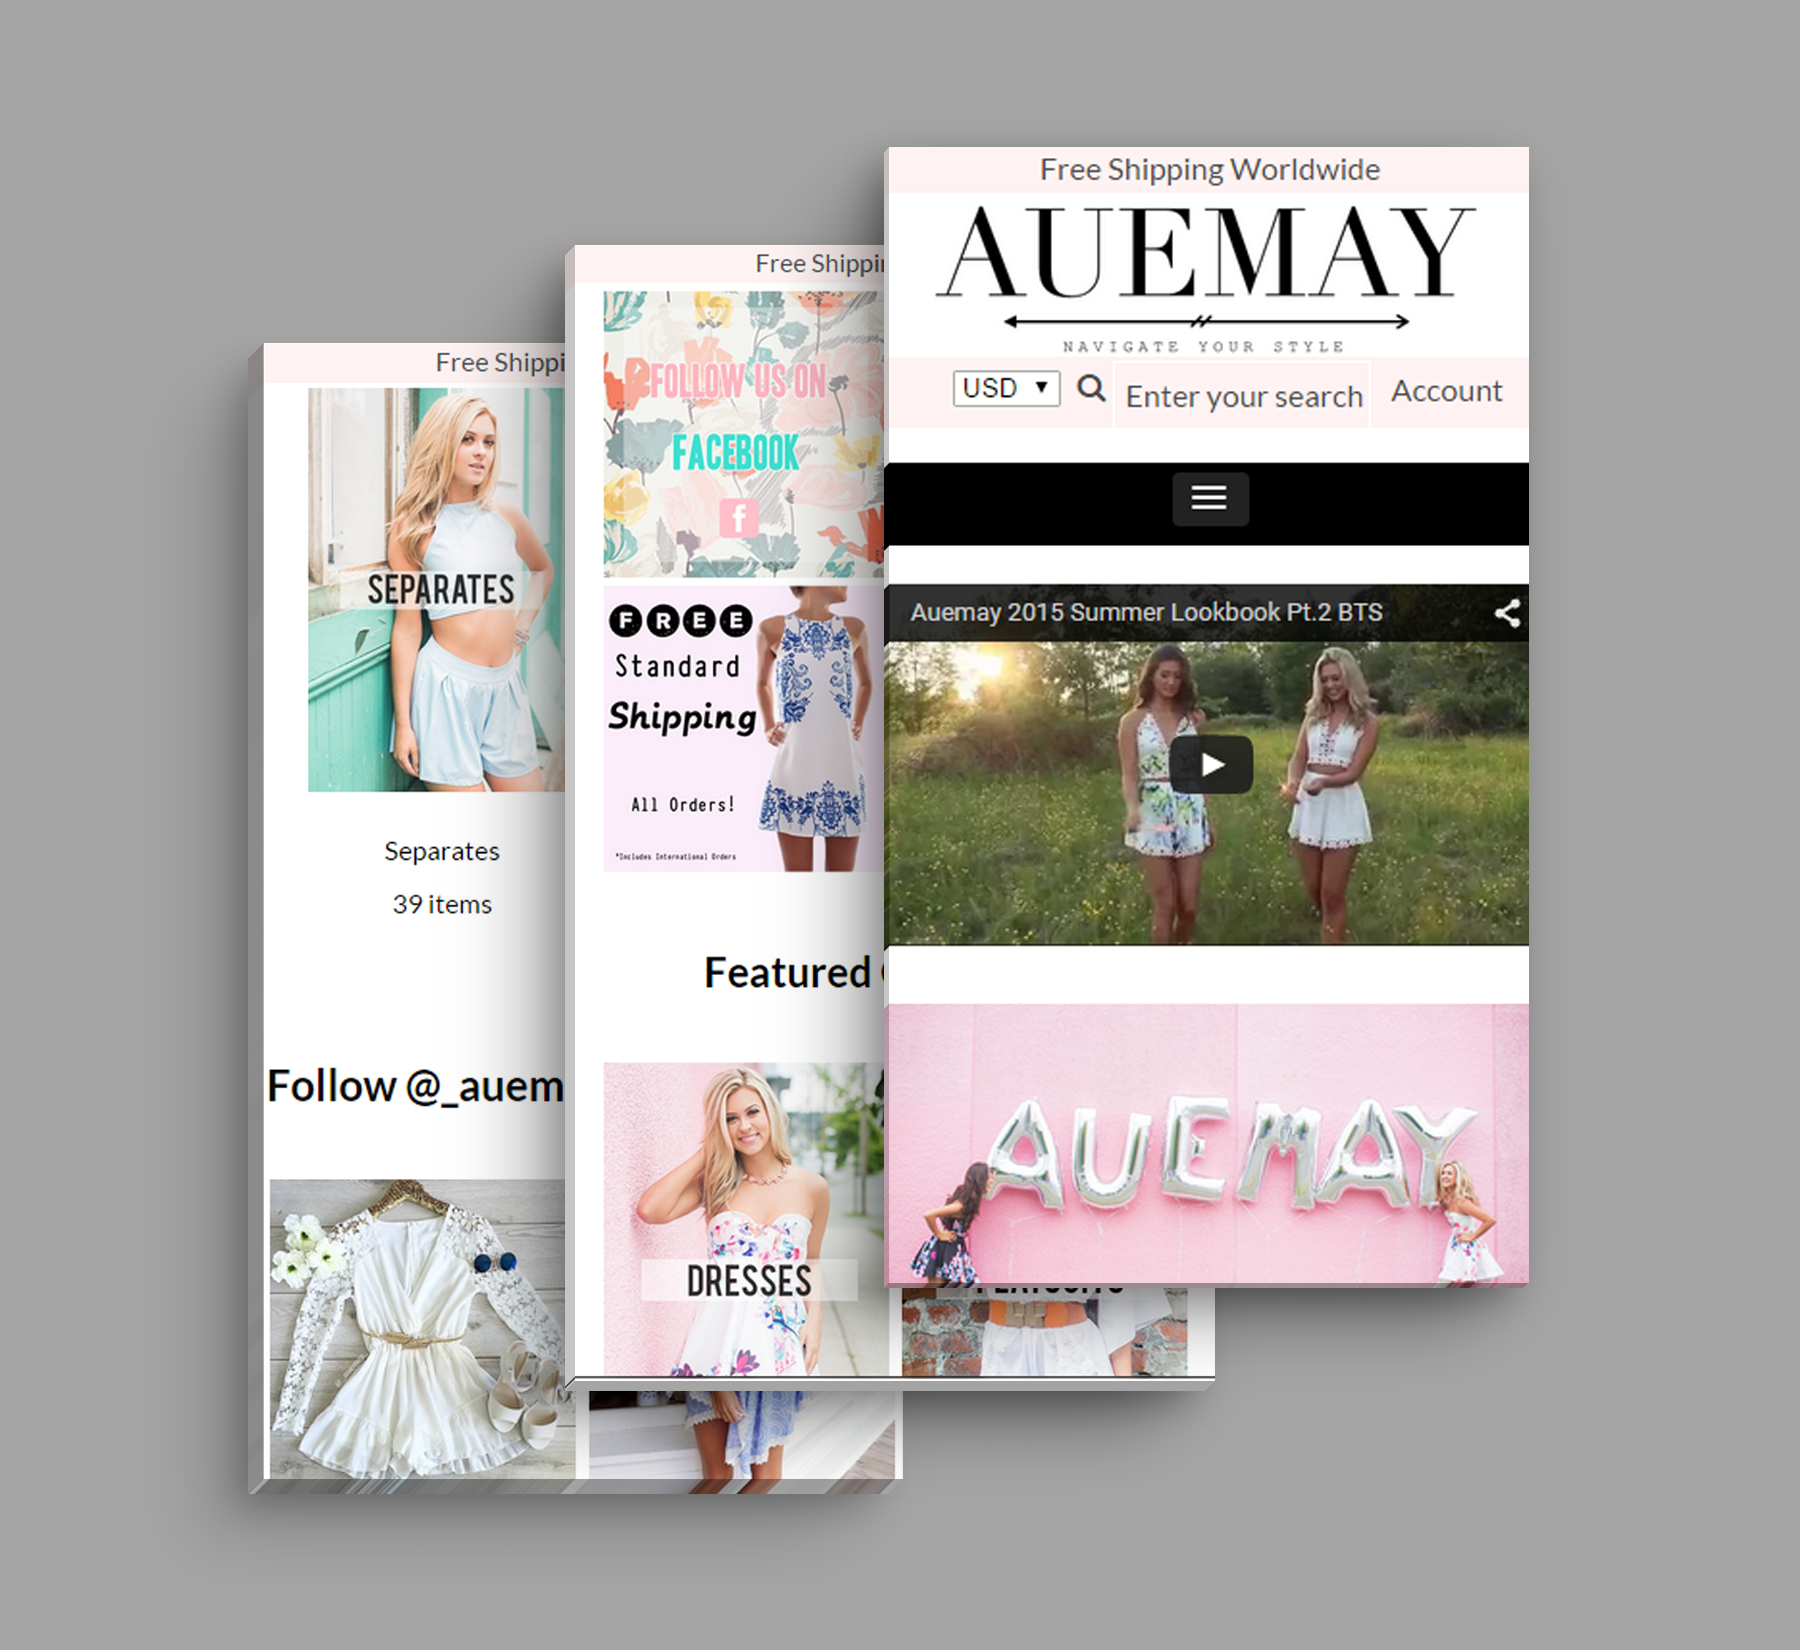 Free Shipping Worldwide
AUEMAY
NAVIGATE YOUR STYLE
USD
Enter your search
Account
Auemay 2015 Summer Lookbook Pt.2 BTS
AUEMAY
Free Shippin
FOLLOW US ON
FACEBOOK
f
FREE
Standard
Shipping
All Orders!
*Includes International Orders
Featured
DRESSES
Free Shippi
SEPARATES
Separates
39 items
Follow @_auem